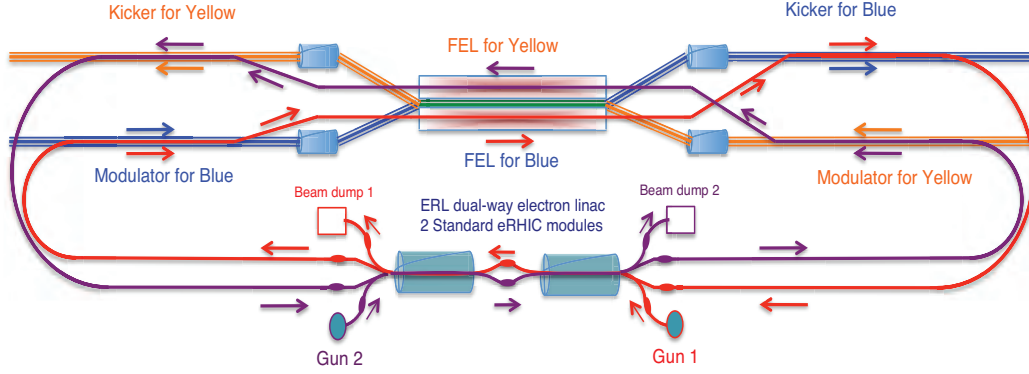 Kicker for Yellow
FEL for Yellow
Kicker for Blue
Modulator for Blue
FEL for Blue
Modulator for Yellow
Beam dump 1
ERL dual-way electron linac
2 Standard eRHIC modules
Beam dump 2
Gun 2
Gun 1